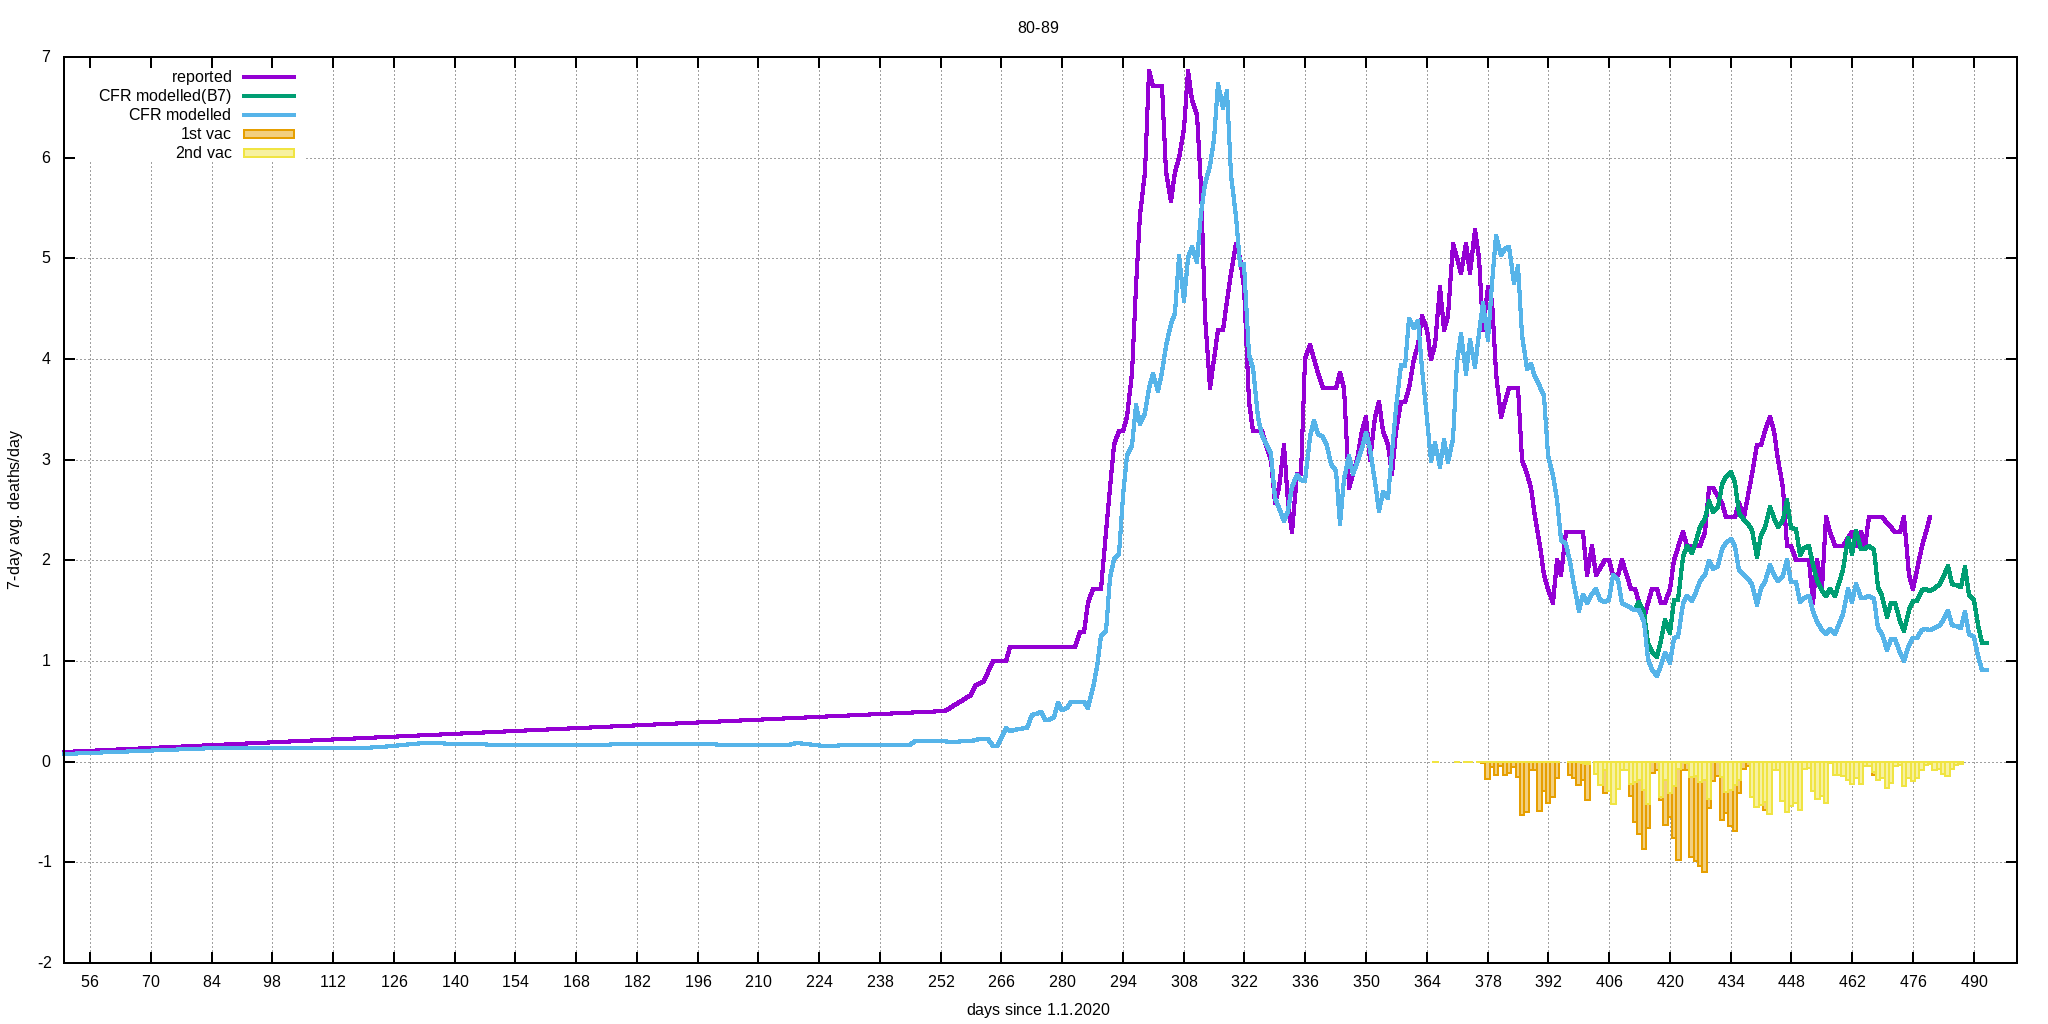 80-89
7
6
5
4
3
2
1
0
-1
-2
7-day avg. deaths/day
reported
CFR modelled(B7)
CFR modelled
1st vac
2nd vac
56 70 84 98 112 126 140 154 168 182 196 210 224 238 252 266 280 294 308 322 336 350 364 378 392 406 420 434 448 462 476 490
days since 1.1.2020